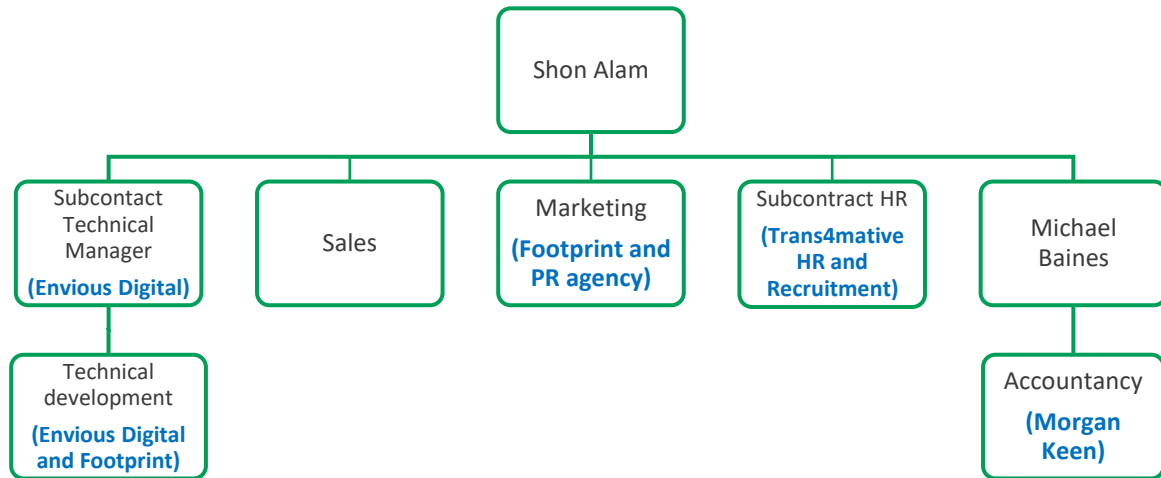 Shon Alam
Subcontact
Technical
Manager
(Envious Digital)
Sales
Marketing
(Footprint and
PR agency)
Subcontract HR
(Trans4mative
HR and
Recruitment)
Michael
Baines
Technical
development
(Envious Digital
and Footprint)
Accountancy
(Morgan
Keen)